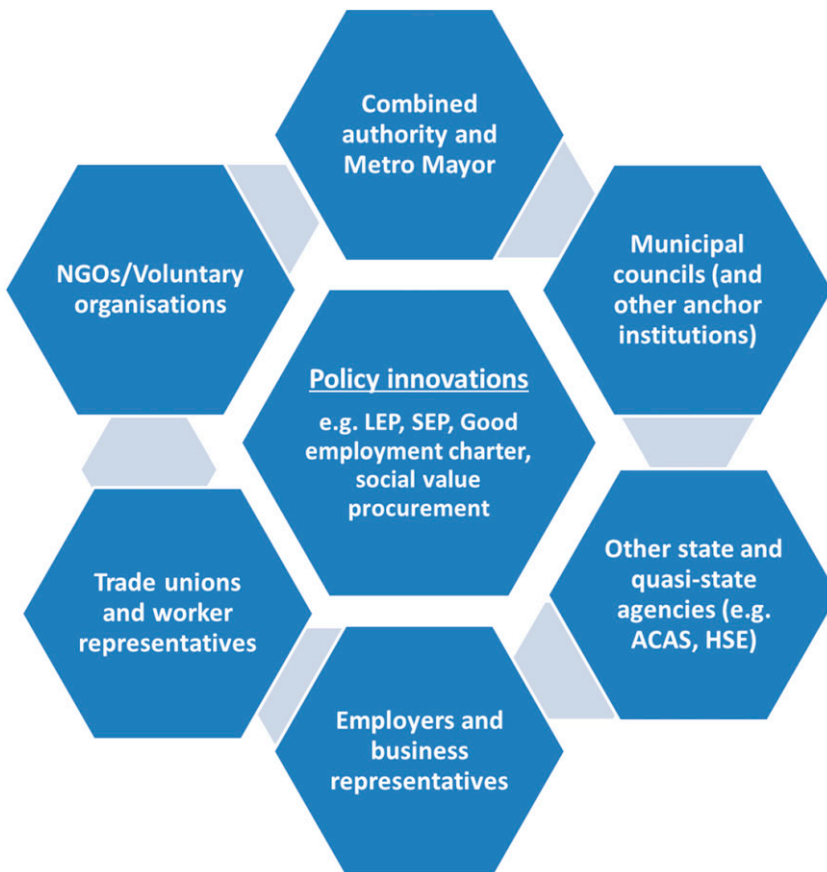 Combined
authority and
Metro Mayor
Municipal
councils (and
other anchor
institutions)
NGOs/Voluntary
organisations
Policy innovations
e.g. LEP, SEP, Good
employment charter,
social value
procurement
Other state and
quasi-state
agencies (e.g.
ACAS, HSE)
Trade unions
and worker
representatives
Employers and
business
representatives